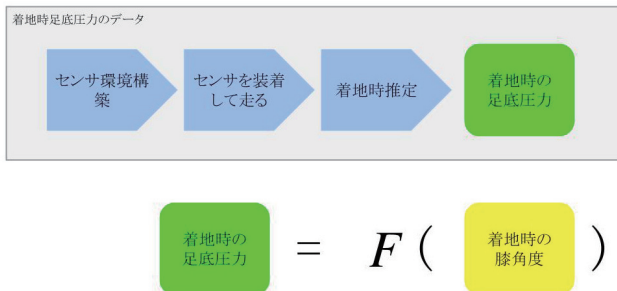 着地時足底圧力のデータ
センサ環境構
築
センサを装着
して走る
着地時推定
着地時の
足底圧力
着地時の
足底圧力
=
F (
着地時の
膝角度
)